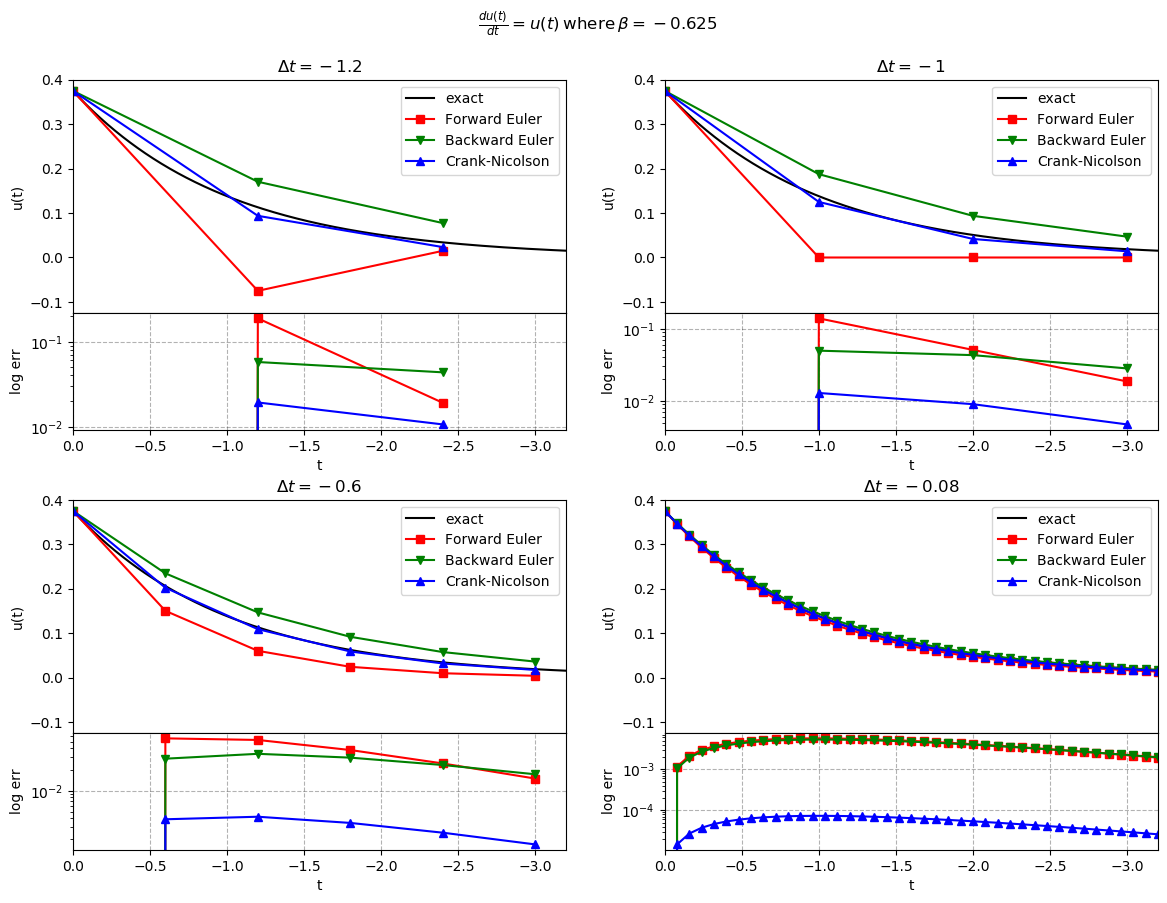 du(t)/dt = u(t) where β = −0.625
Δt = −1.2
0.4
0.3
0.2
0.1
0.0
−0.1
u(t)
exact
Forward Euler
Backward Euler
Crank-Nicolson
10⁻¹
10⁻²
log err
0.0 −0.5 −1.0 −1.5 −2.0 −2.5 −3.0
t
Δt = −1
0.4
0.3
0.2
0.1
0.0
−0.1
u(t)
exact
Forward Euler
Backward Euler
Crank-Nicolson
10⁻¹
10⁻²
log err
0.0 −0.5 −1.0 −1.5 −2.0 −2.5 −3.0
t
Δt = −0.6
0.4
0.3
0.2
0.1
0.0
−0.1
u(t)
exact
Forward Euler
Backward Euler
Crank-Nicolson
10⁻²
log err
0.0 −0.5 −1.0 −1.5 −2.0 −2.5 −3.0
t
Δt = −0.08
0.4
0.3
0.2
0.1
0.0
−0.1
u(t)
exact
Forward Euler
Backward Euler
Crank-Nicolson
10⁻³
10⁻⁴
log err
0.0 −0.5 −1.0 −1.5 −2.0 −2.5 −3.0
t